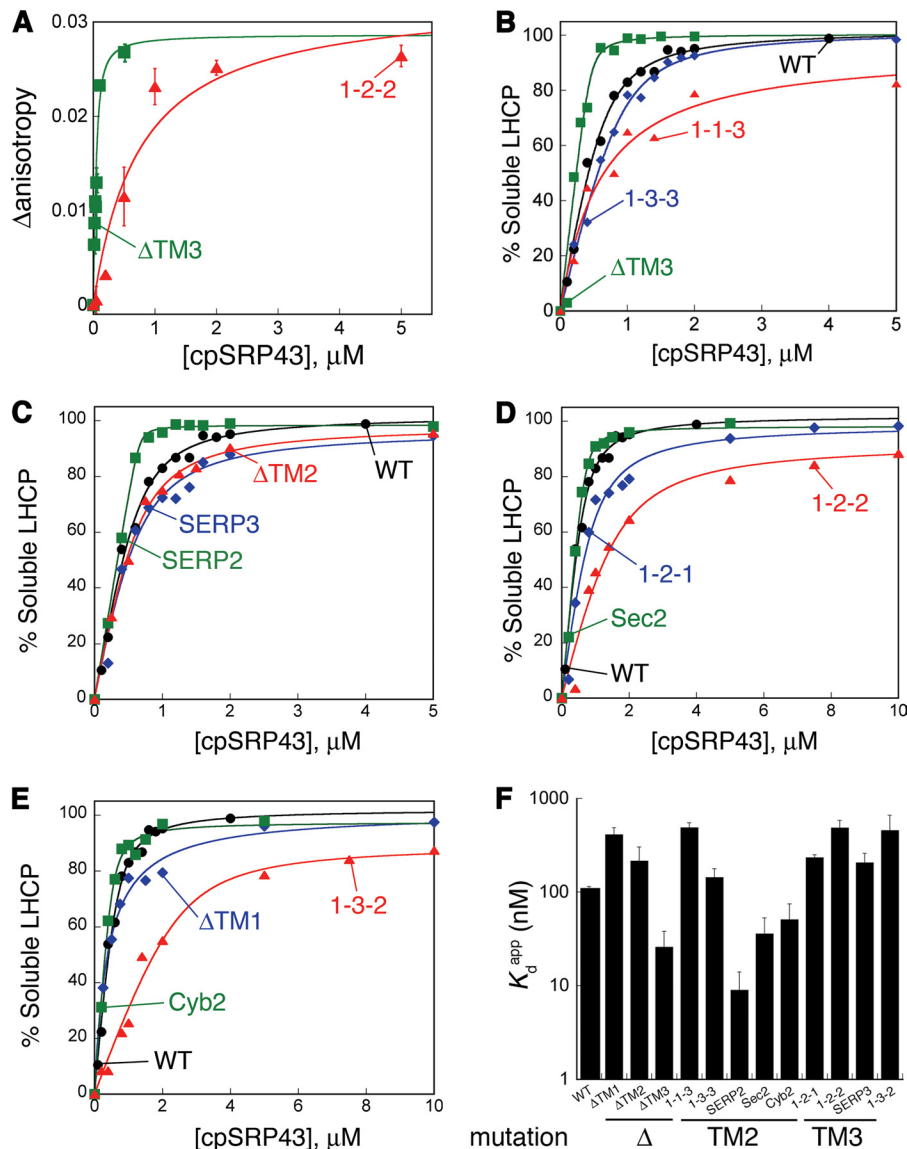 A
0.03
0.02
0.01
0
Δanisotropy
1-2-2
ΔTM3
0 1 2 3 4 5
[cpSRP43], μM
B
100
80
60
40
20
0
% Soluble LHCP
WT
1-1-3
1-3-3
ΔTM3
0 1 2 3 4 5
[cpSRP43], μM
C
100
80
60
40
20
0
% Soluble LHCP
WT
ΔTM2
SERP3
SERP2
0 1 2 3 4 5
[cpSRP43], μM
D
100
80
60
40
20
0
% Soluble LHCP
1-2-2
1-2-1
Sec2
WT
0 2 4 6 8 10
[cpSRP43], μM
E
100
80
60
40
20
0
% Soluble LHCP
1-3-2
ΔTM1
Cyb2
WT
0 2 4 6 8 10
[cpSRP43], μM
F
1000
100
10
1
Kd app (nM)
WT ΔTM1 ΔTM2 ΔTM3 1-1-3 1-3-3 SERP2 Sec2 Cyb2 1-2-1 1-2-2 SERP3 1-3-2
mutation Δ TM2 TM3